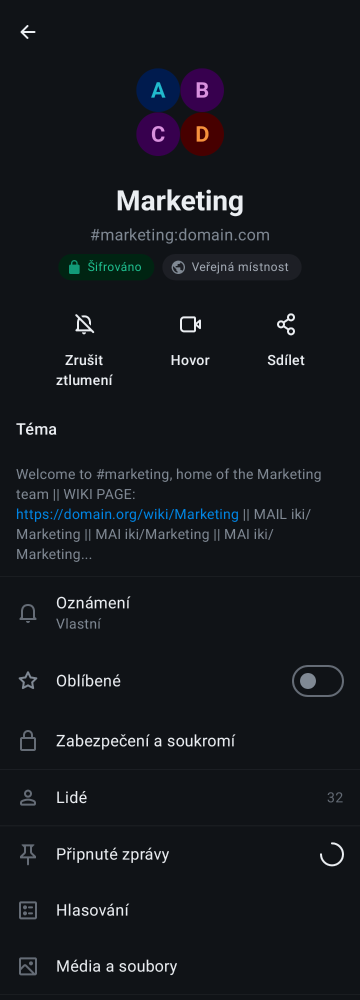 A B
C D
Marketing
#marketing:domain.com
Šifrováno Veřejná místnost
Zrušit ztlumení
Hovor
Sdílet
Téma
Welcome to #marketing, home of the Marketing
team || WIKI PAGE:
https://domain.org/wiki/Marketing || MAIL iki/
Marketing || MAI iki/Marketing || MAI iki/
Marketing...
Oznámení
Vlastní
Oblíbené
Zabezpečení a soukromí
Lidé 32
Připnuté zprávy
Hlasování
Média a soubory